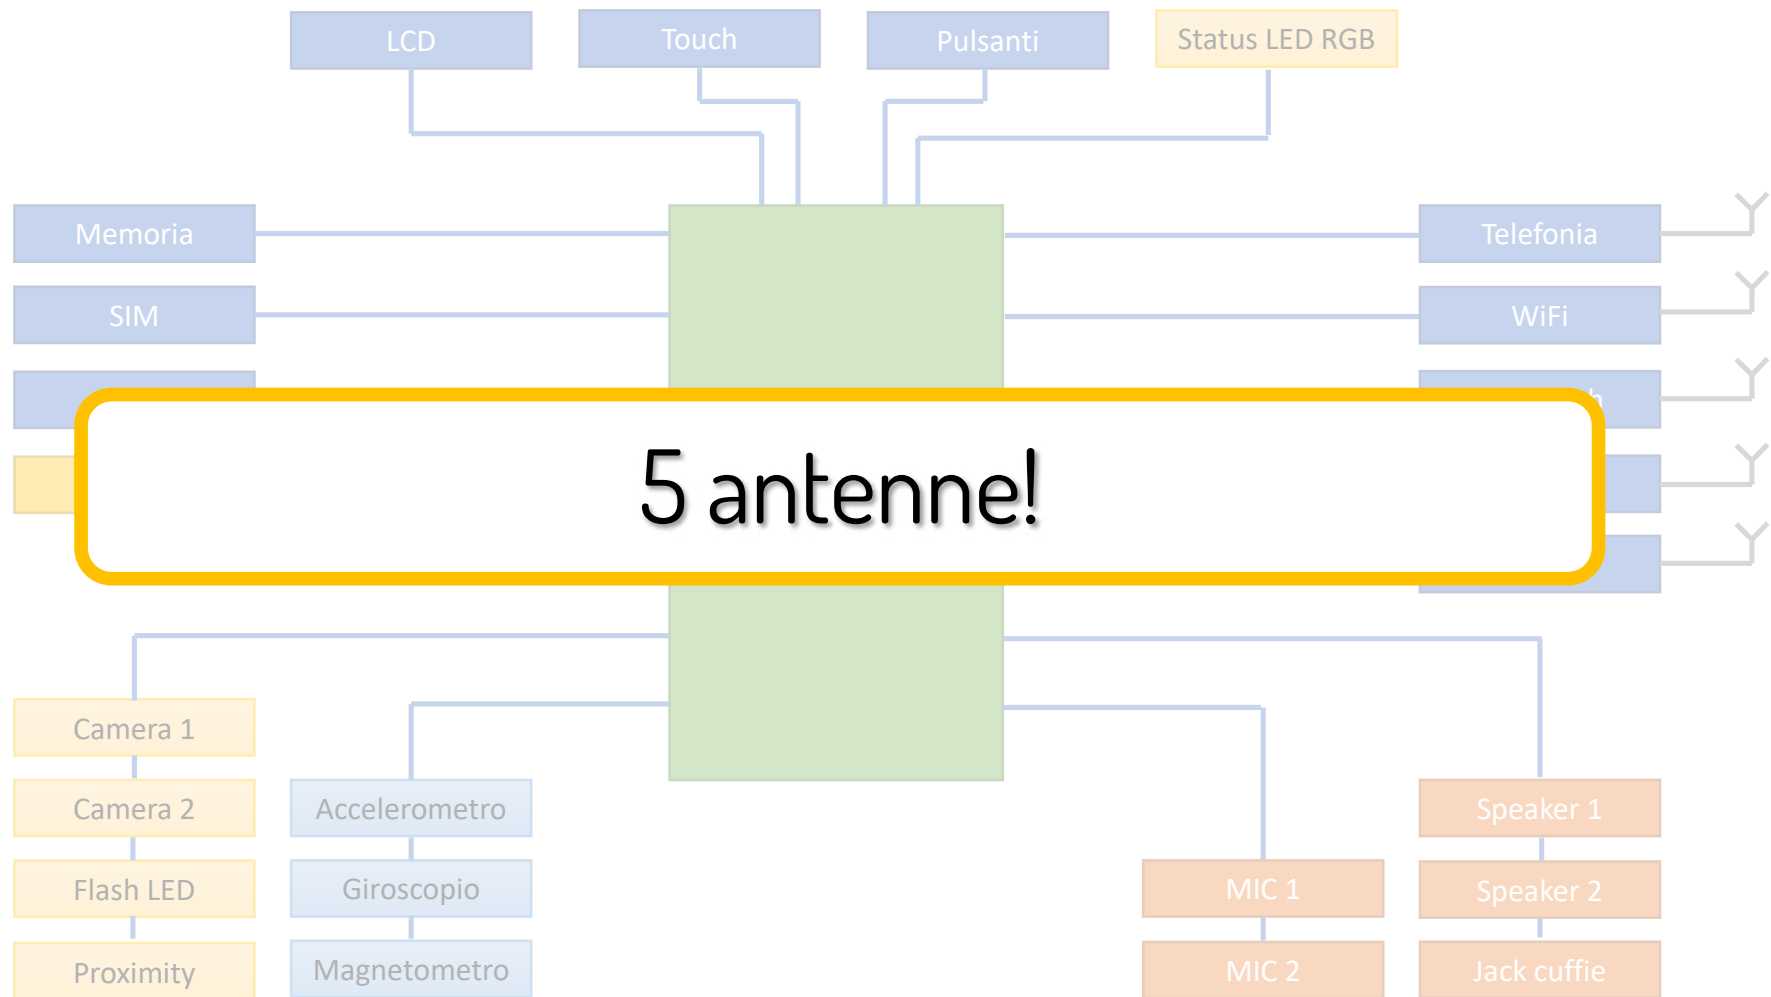 LCD
Touch
Pulsanti
Status LED RGB
Memoria
Telefonia
SIM
WiFi
5 antenne!
Camera 1
Camera 2
Accelerometro
Speaker 1
Flash LED
Giroscopio
MIC 1
Speaker 2
Proximity
Magnetometro
MIC 2
Jack cuffie